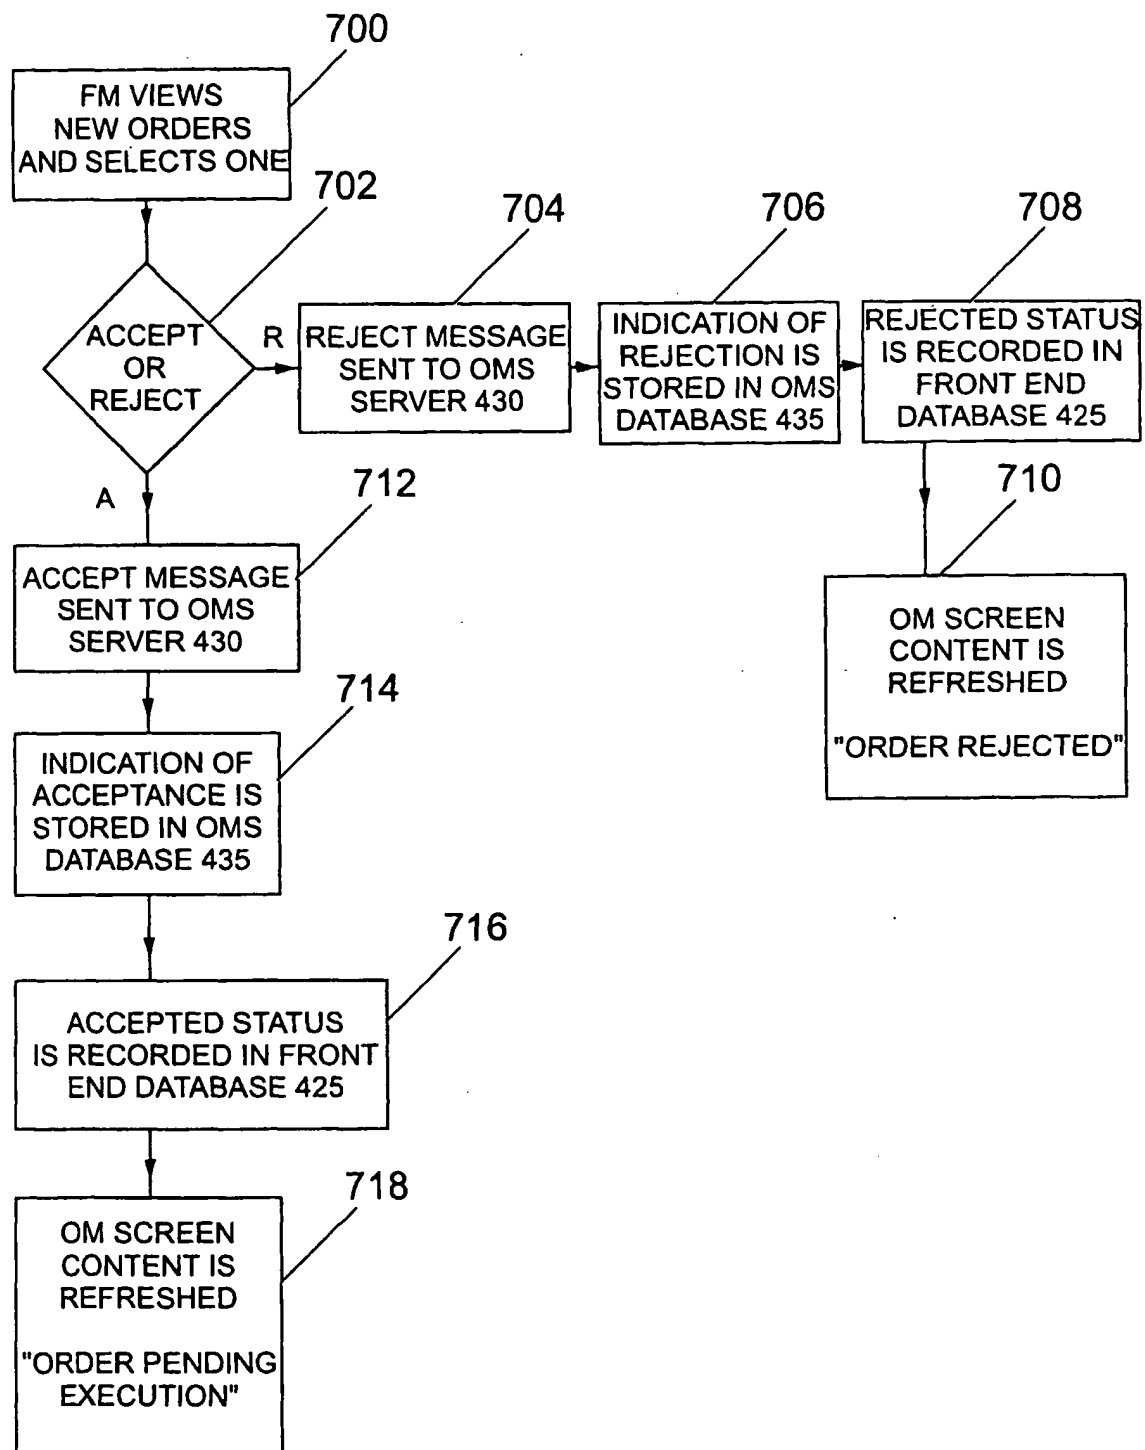 700
FM VIEWS
NEW ORDERS
AND SELECTS ONE
702
ACCEPT
OR
REJECT
R
704
REJECT MESSAGE
SENT TO OMS
SERVER 430
706
INDICATION OF
REJECTION IS
STORED IN OMS
DATABASE 435
708
REJECTED STATUS
IS RECORDED IN
FRONT END
DATABASE 425
710
OM SCREEN
CONTENT IS
REFRESHED
"ORDER REJECTED"
A
712
ACCEPT MESSAGE
SENT TO OMS
SERVER 430
714
INDICATION OF
ACCEPTANCE IS
STORED IN OMS
DATABASE 435
716
ACCEPTED STATUS
IS RECORDED IN FRONT
END DATABASE 425
718
OM SCREEN
CONTENT IS
REFRESHED
"ORDER PENDING
EXECUTION"